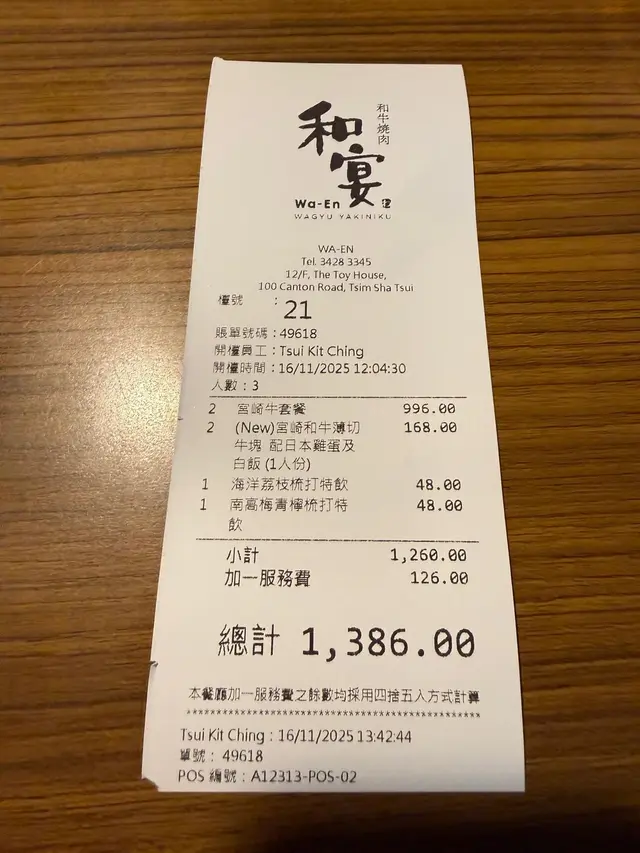 和宴
和牛燒肉
Wa-En
WAGYU YAKINIKU
WA-EN
Tel. 3428 3345
12/F, The Toy House,
100 Canton Road, Tsim Sha Tsui
檯號 : 21
賬單號碼 : 49618
開檯員工 : Tsui Kit Ching
開檯時間 : 16/11/2025 12:04:30
人數 : 3
2 宮崎牛套餐 996.00
2 (New)宮崎和牛薄切 168.00
牛塊 配日本雞蛋及
白飯 (1人份)
1 海洋荔枝梳打特飲 48.00
1 南高梅青檸梳打特 48.00
飲
小計 1,260.00
加一服務費 126.00
總計 1,386.00
本餐廳加一服務費之餘數均採用四捨五入方式計算
************************************************
Tsui Kit Ching : 16/11/2025 13:42:44
單號 : 49618
POS 編號 : A12313-POS-02